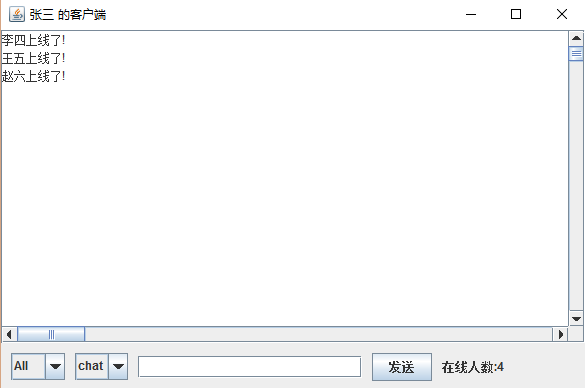 张三 的客户端
李四上线了!
王五上线了!
赵六上线了!
All chat 发送 在线人数:4